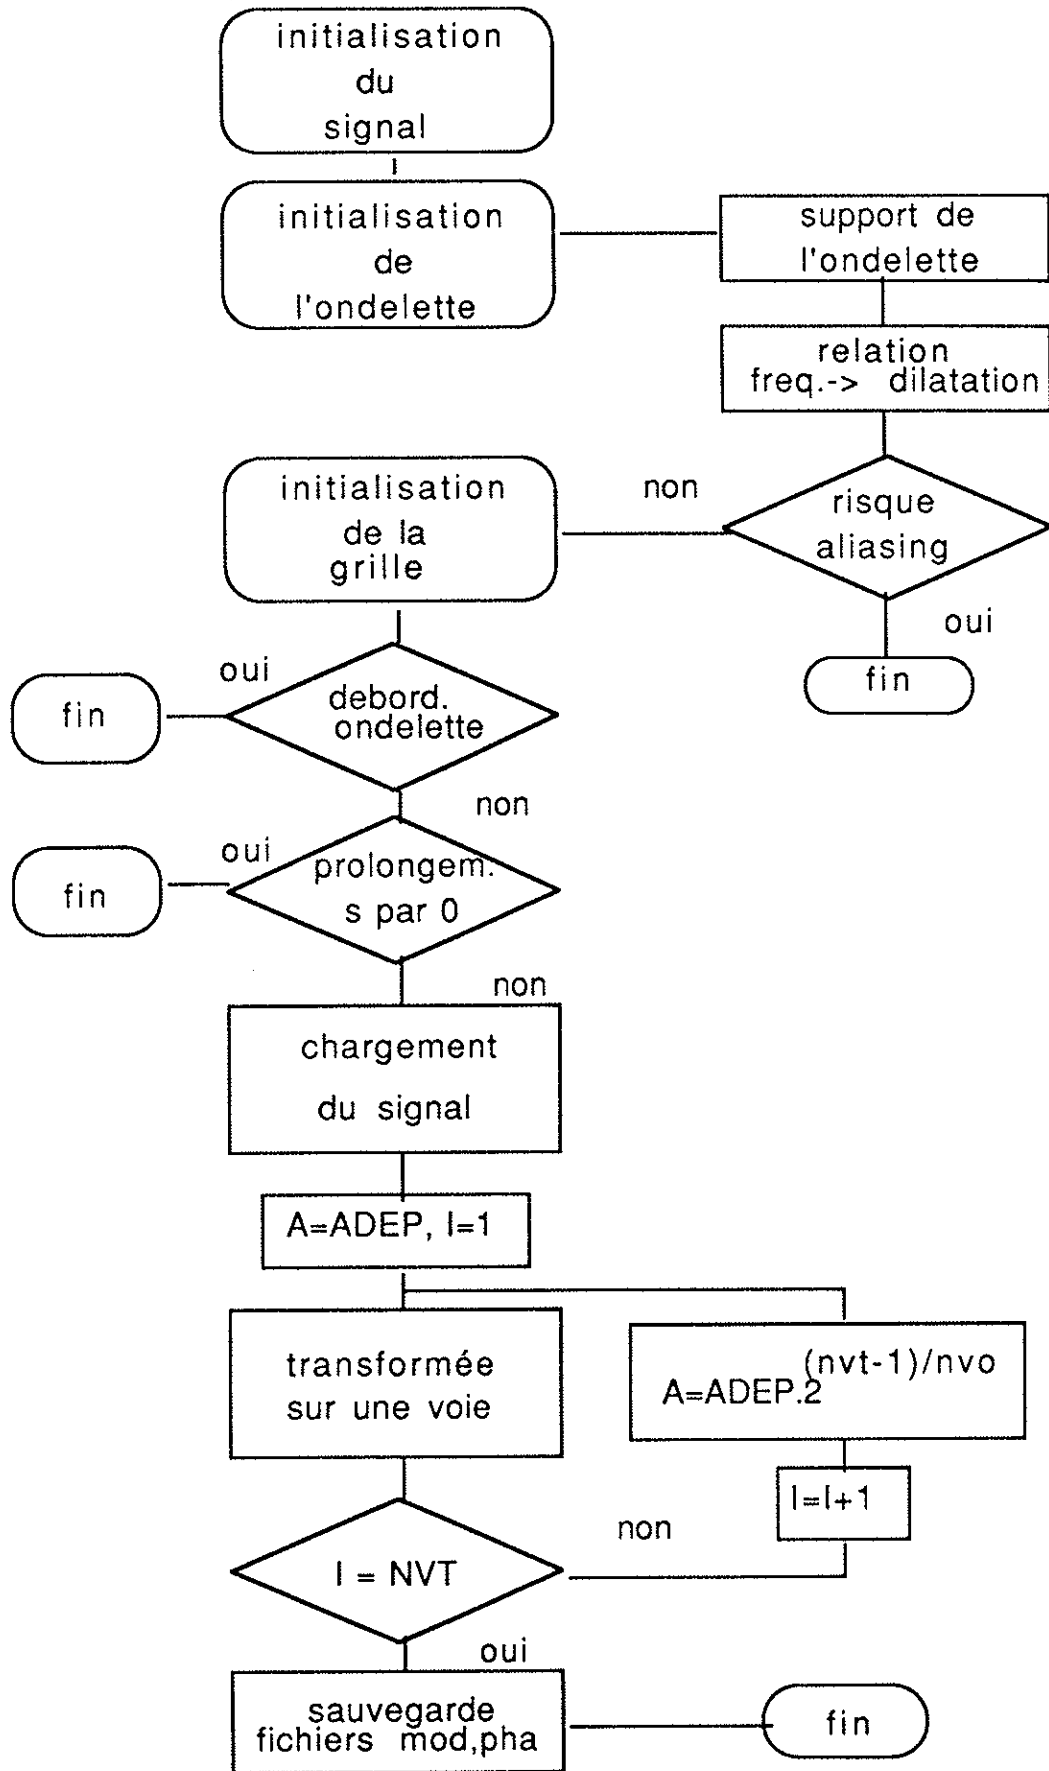 initialisation
du
signal
initialisation
de
l'ondelette
support de
l'ondelette
relation
freq.-> dilatation
risque
aliasing
non
oui
fin
initialisation
de la
grille
debord.
ondelette
oui
fin
non
prolongem.
s par 0
oui
fin
non
chargement
du signal
A=ADEP, I=1
transformée
sur une voie
(nvt-1)/nvo
A=ADEP.2
I=I+1
non
I = NVT
oui
sauvegarde
fichiers mod,pha
fin